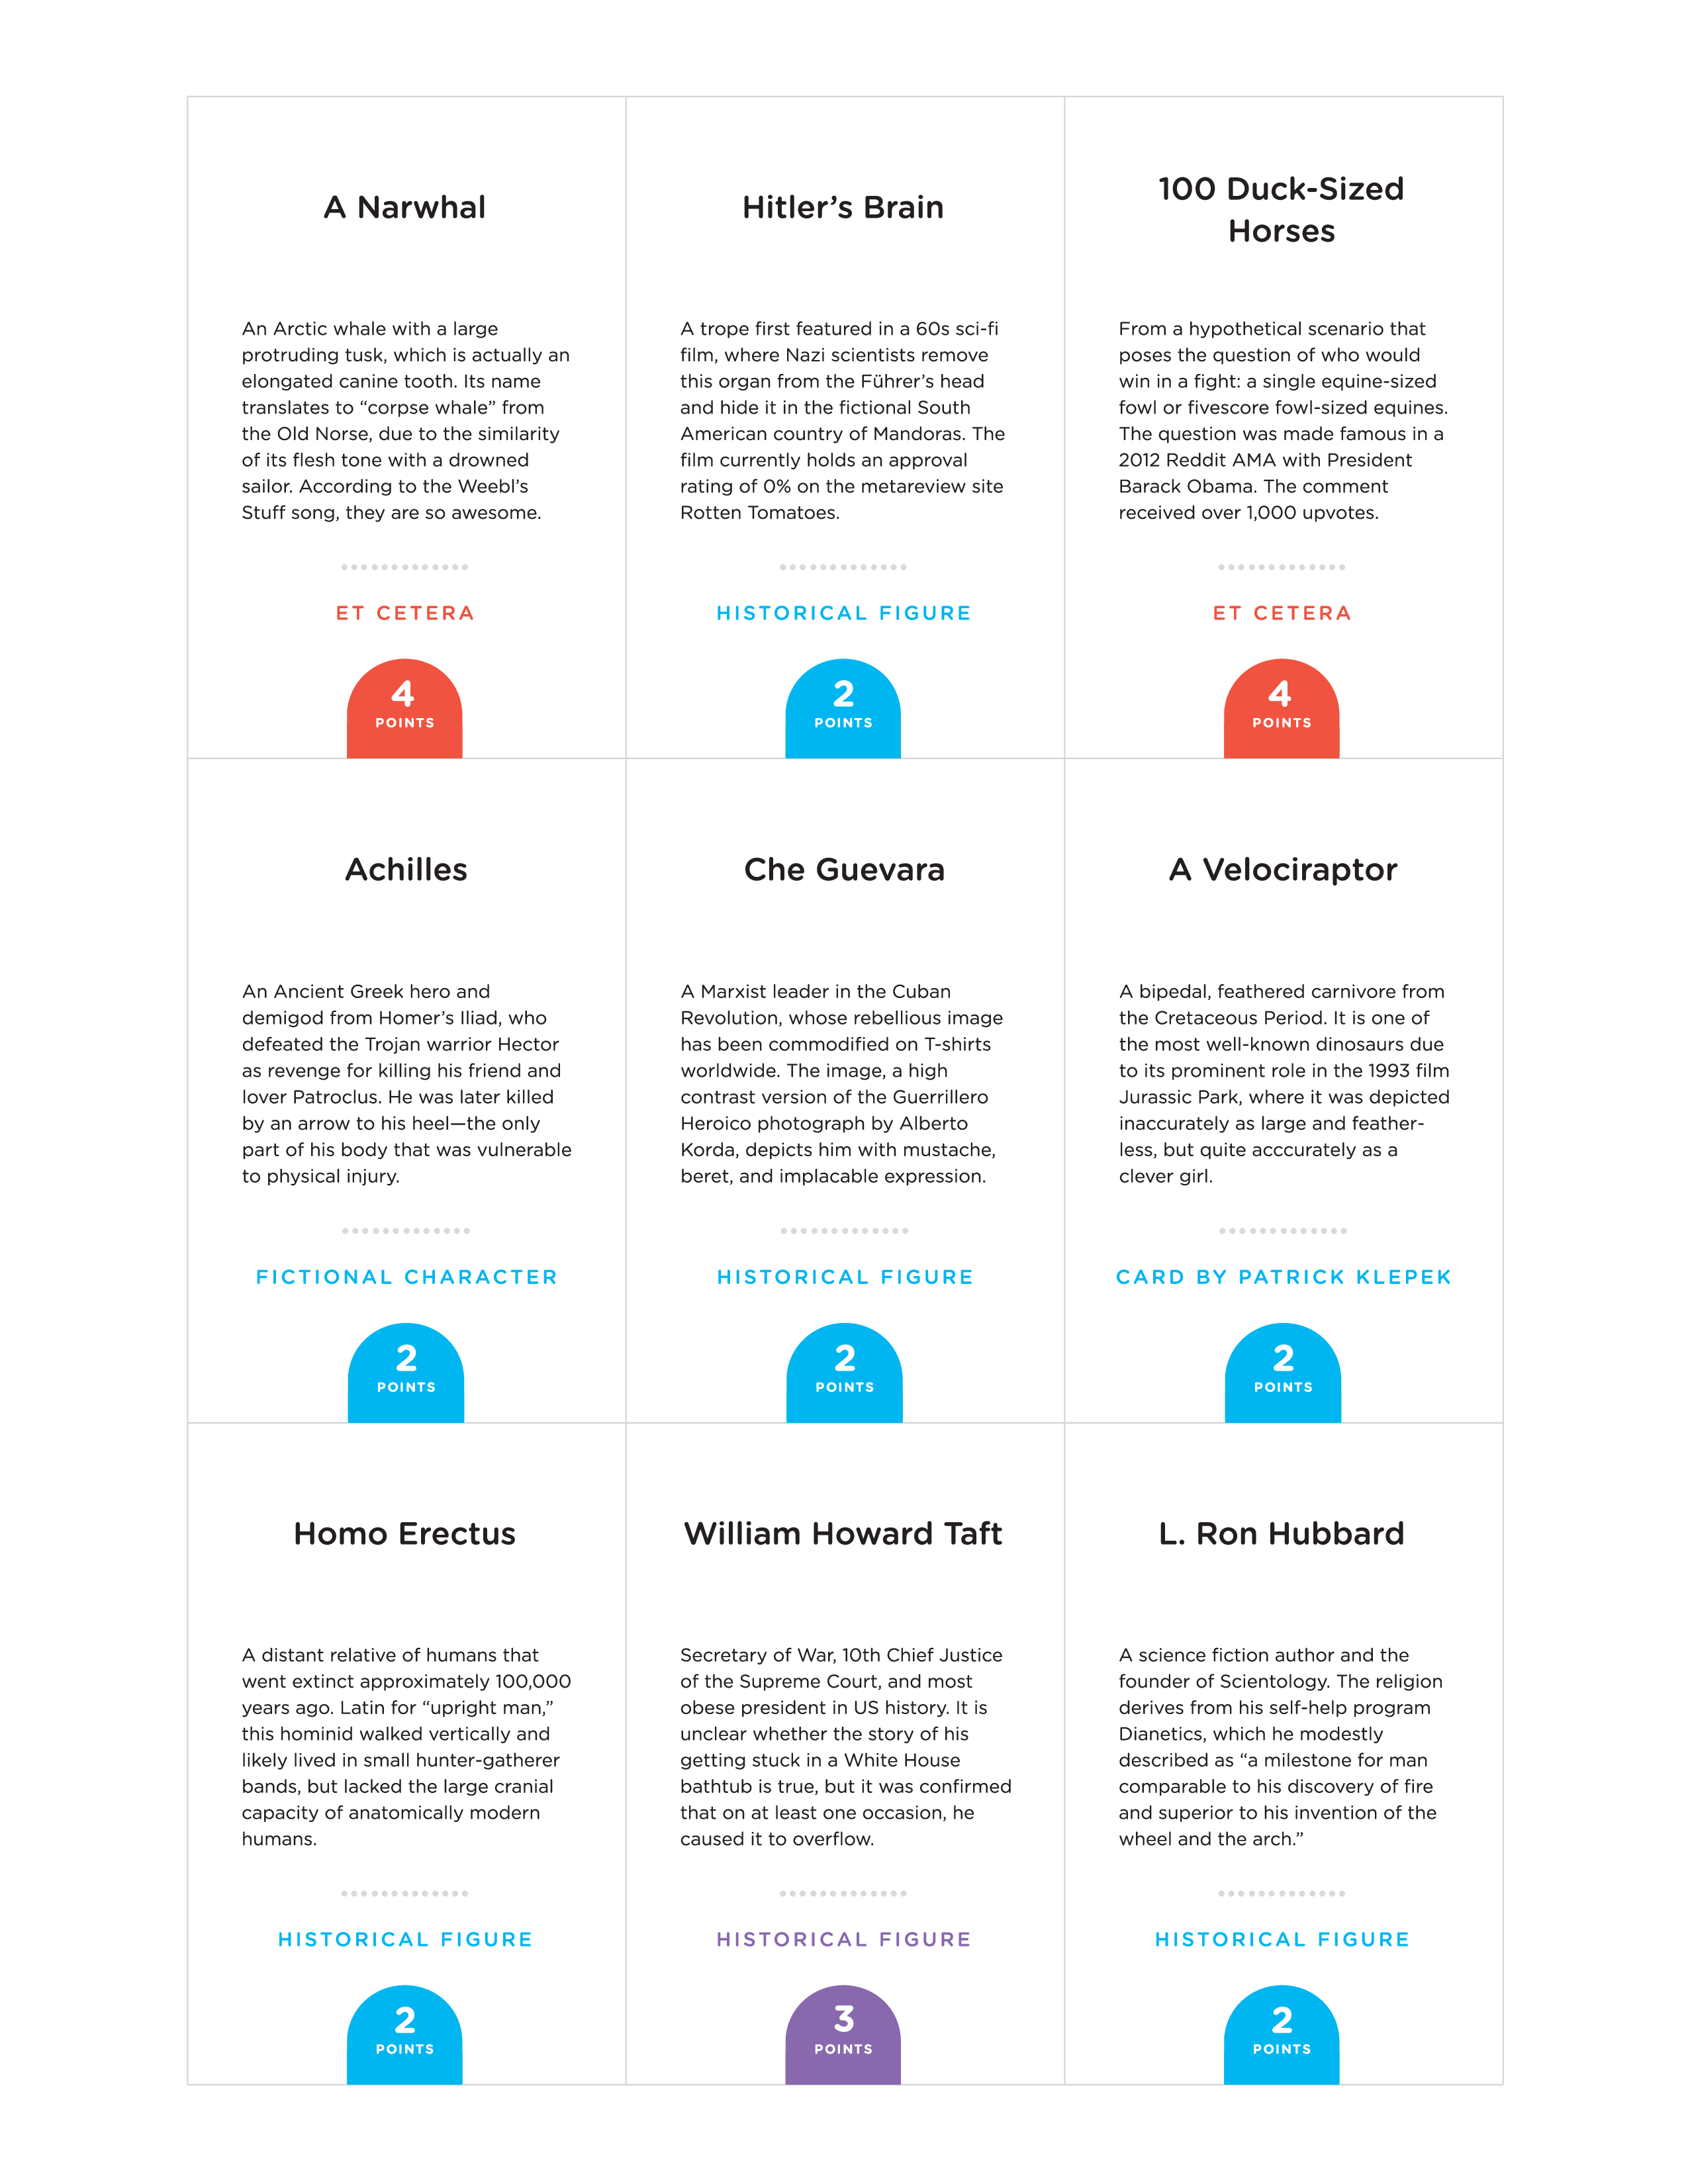 A Narwhal
An Arctic whale with a large
protruding tusk, which is actually an
elongated canine tooth. Its name
translates to “corpse whale” from
the Old Norse, due to the similarity
of its flesh tone with a drowned
sailor. According to the Weebl’s
Stuff song, they are so awesome.
ET CETERA
4
POINTS
Hitler’s Brain
A trope first featured in a 60s sci-fi
film, where Nazi scientists remove
this organ from the Führer’s head
and hide it in the fictional South
American country of Mandoras. The
film currently holds an approval
rating of 0% on the metareview site
Rotten Tomatoes.
HISTORICAL FIGURE
2
POINTS
100 Duck-Sized
Horses
From a hypothetical scenario that
poses the question of who would
win in a fight: a single equine-sized
fowl or fivescore fowl-sized equines.
The question was made famous in a
2012 Reddit AMA with President
Barack Obama. The comment
received over 1,000 upvotes.
ET CETERA
4
POINTS
Achilles
An Ancient Greek hero and
demigod from Homer’s Iliad, who
defeated the Trojan warrior Hector
as revenge for killing his friend and
lover Patroclus. He was later killed
by an arrow to his heel—the only
part of his body that was vulnerable
to physical injury.
FICTIONAL CHARACTER
2
POINTS
Che Guevara
A Marxist leader in the Cuban
Revolution, whose rebellious image
has been commodified on T-shirts
worldwide. The image, a high
contrast version of the Guerrillero
Heroico photograph by Alberto
Korda, depicts him with mustache,
beret, and implacable expression.
HISTORICAL FIGURE
2
POINTS
A Velociraptor
A bipedal, feathered carnivore from
the Cretaceous Period. It is one of
the most well-known dinosaurs due
to its prominent role in the 1993 film
Jurassic Park, where it was depicted
inaccurately as large and feather-
less, but quite acccurately as a
clever girl.
CARD BY PATRICK KLEPEK
2
POINTS
Homo Erectus
A distant relative of humans that
went extinct approximately 100,000
years ago. Latin for “upright man,”
this hominid walked vertically and
likely lived in small hunter-gatherer
bands, but lacked the large cranial
capacity of anatomically modern
humans.
HISTORICAL FIGURE
2
POINTS
William Howard Taft
Secretary of War, 10th Chief Justice
of the Supreme Court, and most
obese president in US history. It is
unclear whether the story of his
getting stuck in a White House
bathtub is true, but it was confirmed
that on at least one occasion, he
caused it to overflow.
HISTORICAL FIGURE
3
POINTS
L. Ron Hubbard
A science fiction author and the
founder of Scientology. The religion
derives from his self-help program
Dianetics, which he modestly
described as “a milestone for man
comparable to his discovery of fire
and superior to his invention of the
wheel and the arch.”
HISTORICAL FIGURE
2
POINTS